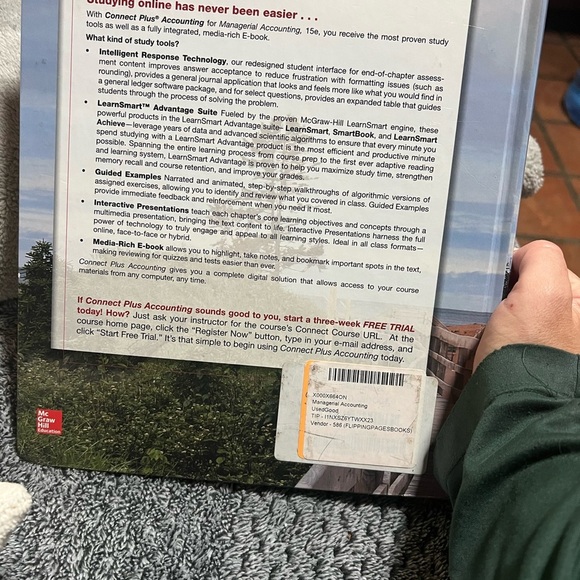 Studying online has never been easier . . .
With Connect Plus® Accounting for Managerial Accounting, 15e, you receive the most proven study
tools as well as a fully integrated, media-rich E-book.
What kind of study tools?
• Intelligent Response Technology, our redesigned student interface for end-of-chapter assess-
ment content improves answer acceptance to reduce frustration with formatting issues (such as
rounding), provides a general journal application that looks and feels more like what you would find in
a general ledger software package, and for select questions, provides an expanded table that guides
students through the process of solving the problem.
• LearnSmart™ Advantage Suite Fueled by the proven McGraw-Hill LearnSmart engine, these
powerful products in the LearnSmart Advantage suite– LearnSmart, SmartBook, and LearnSmart
Achieve—leverage years of data and advanced scientific algorithms to ensure that every minute you
spend studying with a LearnSmart Advantage product is the most efficient and productive minute
possible. Spanning the entire learning process from course prep to the first ever adaptive reading
and learning system, LearnSmart Advantage is proven to help you maximize study time, strengthen
memory recall and course retention, and improve your grades.
• Guided Examples Narrated and animated, step-by-step walkthroughs of algorithmic versions of
assigned exercises, allowing you to identify and review what you covered in class. Guided Examples
provide immediate feedback and reinforcement when you need it most.
• Interactive Presentations teach each chapter's core learning objectives and concepts through a
multimedia presentation, bringing the text content to life. Interactive Presentations harness the full
power of technology to truly engage and appeal to all learning styles. Ideal in all class formats—
online, face-to-face or hybrid.
• Media-Rich E-book allows you to highlight, take notes, and bookmark important spots in the text,
making reviewing for quizzes and tests easier than ever.
Connect Plus Accounting gives you a complete digital solution that allows access to your course
materials from any computer, any time.
If Connect Plus Accounting sounds good to you, start a three-week FREE TRIAL
today! How? Just ask your instructor for the course's Connect Course URL. At the
course home page, click the "Register Now" button, type in your e-mail address, and
click "Start Free Trial." It's that simple to begin using Connect Plus Accounting today.
X000X664ON
Managerial Accounting
UsedGood
TIP - I1NXSZ6YTWXX23
Vendor - 586 (FLIPPINGPAGESBOOKS)
Mc
Graw
Hill
Education